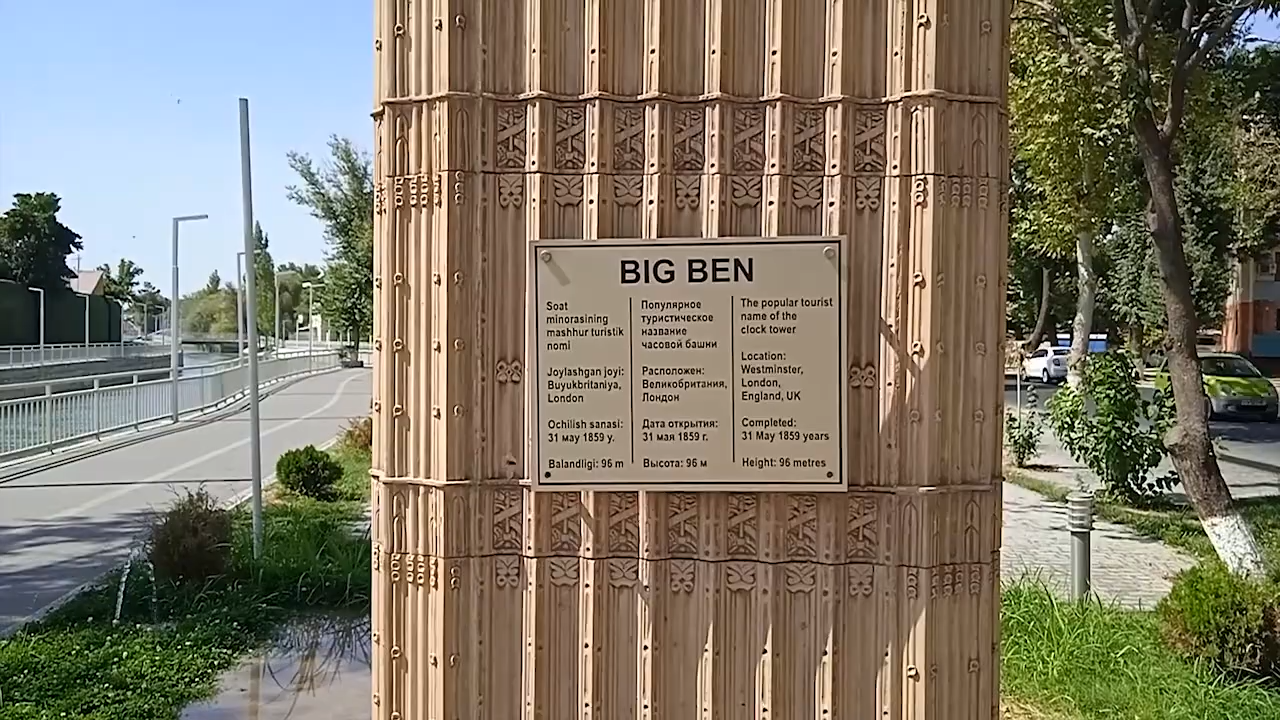 BIG BEN
Soat
minorasining
mashhur turistik
nomi
Joylashgan joyi:
Buyukbritaniya,
London
Ochilish sanasi:
31 may 1859 y.
Balandligi: 96 m
Популярное
туристическое
название
часовой башни
Расположен:
Великобритания,
Лондон
Дата открытия:
31 мая 1859 г.
Высота: 96 м
The popular tourist
name of the
clock tower
Location:
Westminster,
London,
England, UK
Completed:
31 May 1859 years
Height: 96 metres